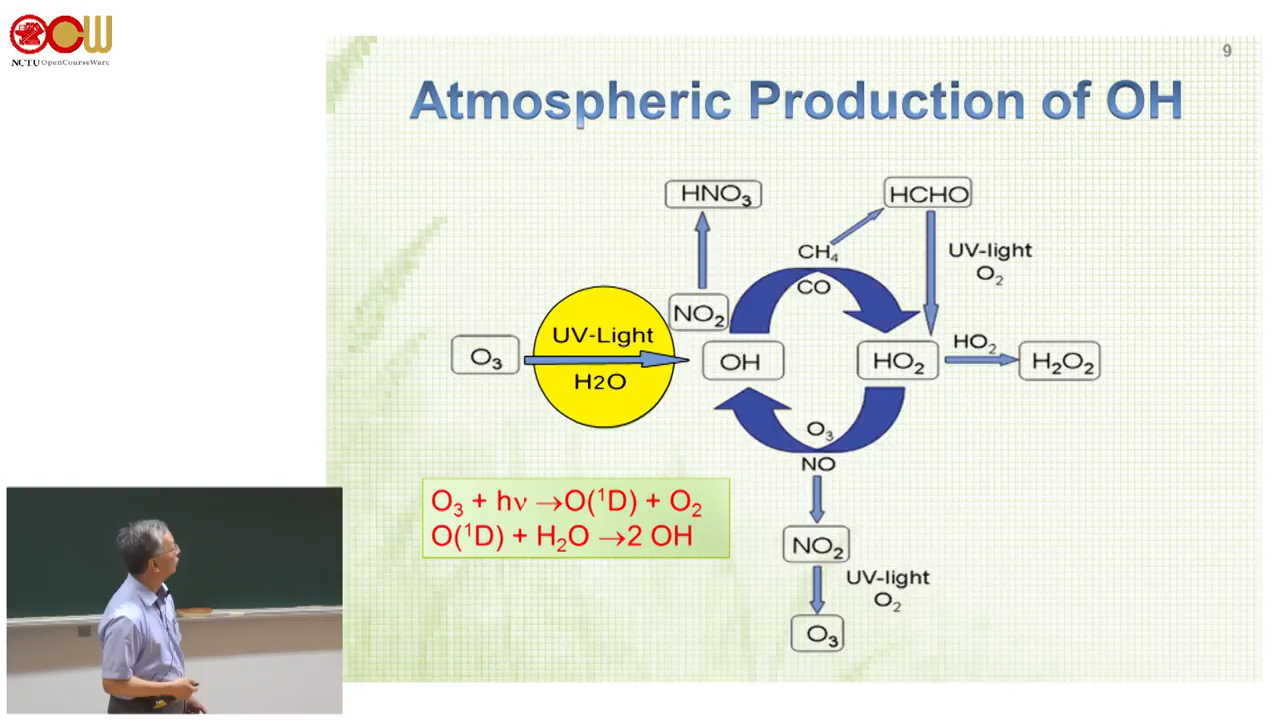 OCW
NCTU OpenCourseWare
9
Atmospheric Production of OH
HNO₃
HCHO
CH₄
UV-light
O₂
CO
NO₂
UV-Light
HO₂
O₃
OH
HO₂
H₂O₂
H2O
O₃
NO
O₃ + hν →O(¹D) + O₂
O(¹D) + H₂O →2 OH
NO₂
UV-light
O₂
O₃